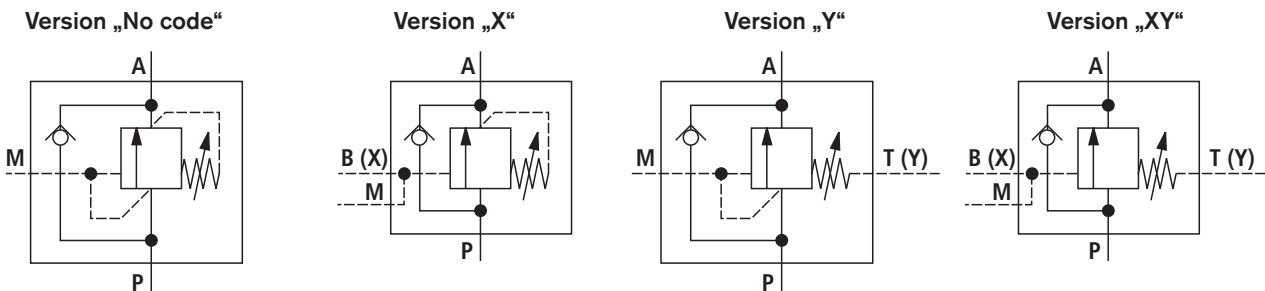 Version „No code“ Version „X“ Version „Y“ Version „XY“
A A A A
M B (X) M T (Y) B (X) T (Y)
M M
P P P P